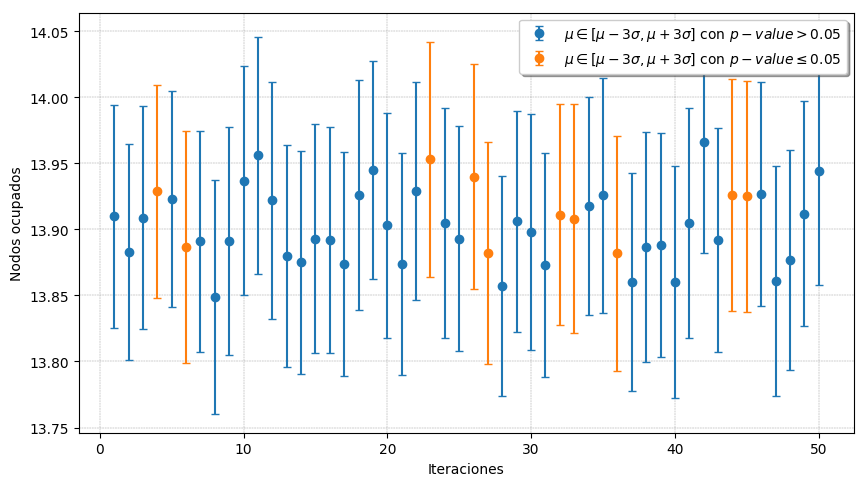 14.05
14.00
13.95
13.90
13.85
13.80
13.75
Nodos ocupados
μ ∈ [μ − 3σ, μ + 3σ] con p − value > 0.05
μ ∈ [μ − 3σ, μ + 3σ] con p − value ≤ 0.05
0 10 20 30 40 50
Iteraciones